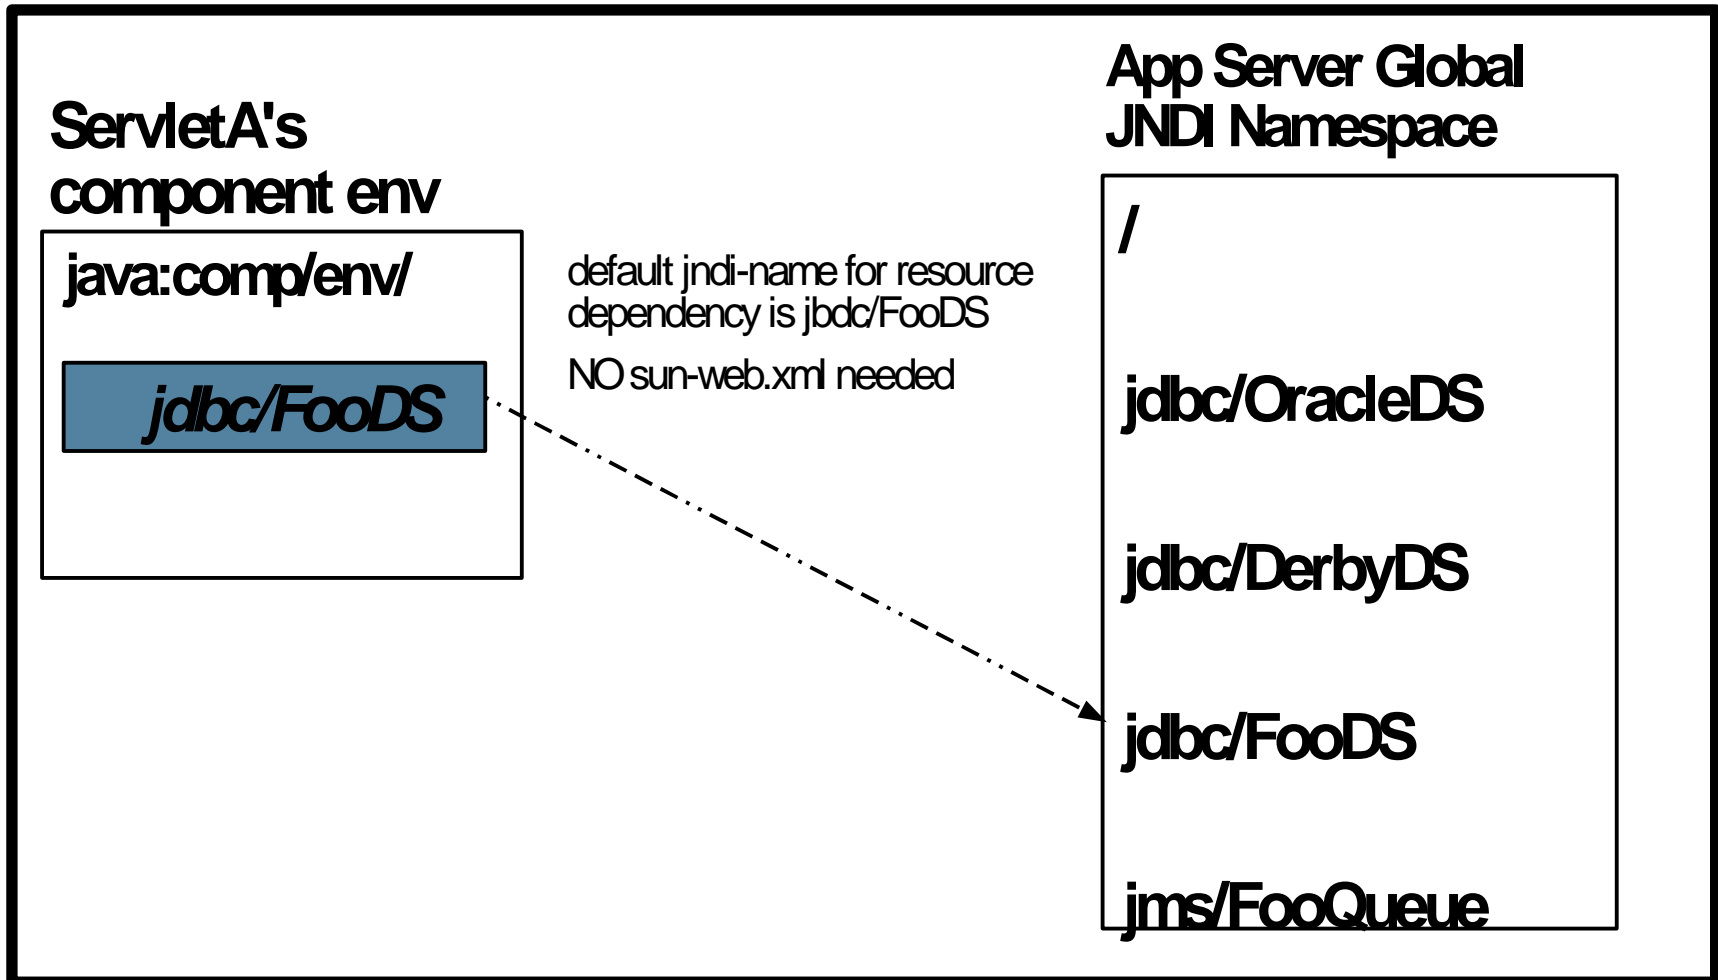 ServletA's
component env
java:comp/env/
jdbc/FooDS
default jndi-name for resource
dependency is jbdc/FooDS
NO sun-web.xml needed
App Server Global
JNDI Namespace
/
jdbc/OracleDS
jdbc/DerbyDS
jdbc/FooDS
jms/FooQueue